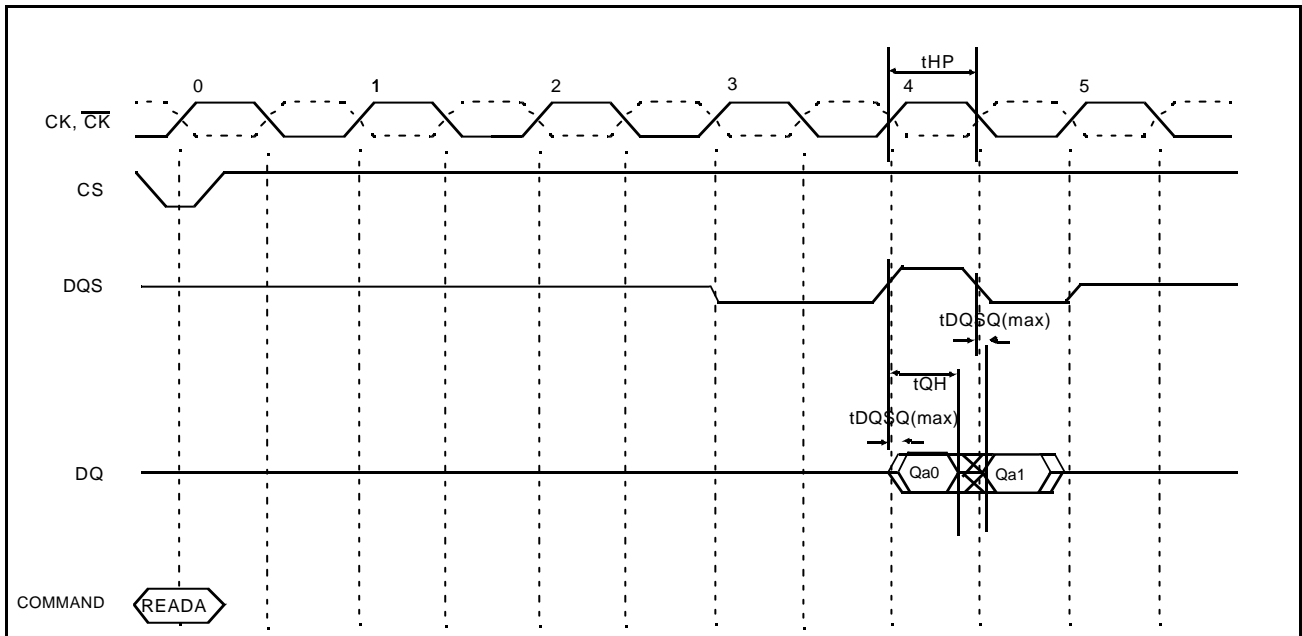 tHP
0 1 2 3 4 5
CK, C̅K̅
CS
DQS
tDQSQ(max)
tQH
tDQSQ(max)
DQ
Qa0 Qa1
COMMAND
READA